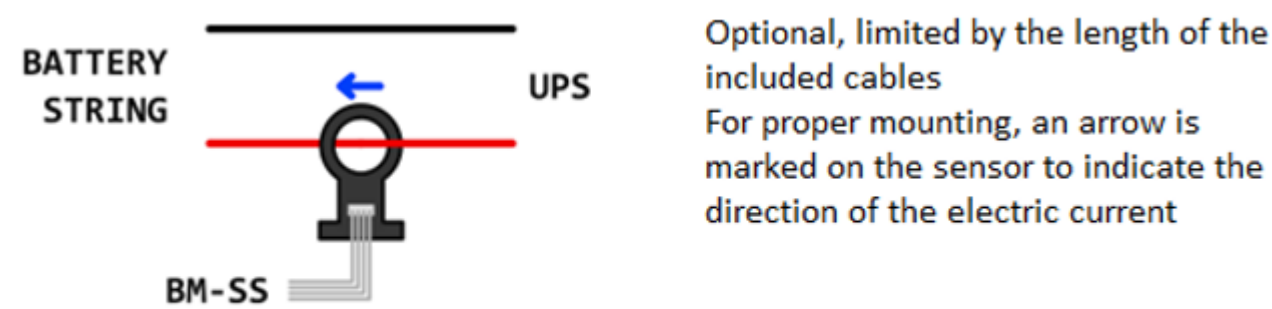 BATTERY
STRING
UPS
BM-SS
Optional, limited by the length of the
included cables
For proper mounting, an arrow is
marked on the sensor to indicate the
direction of the electric current